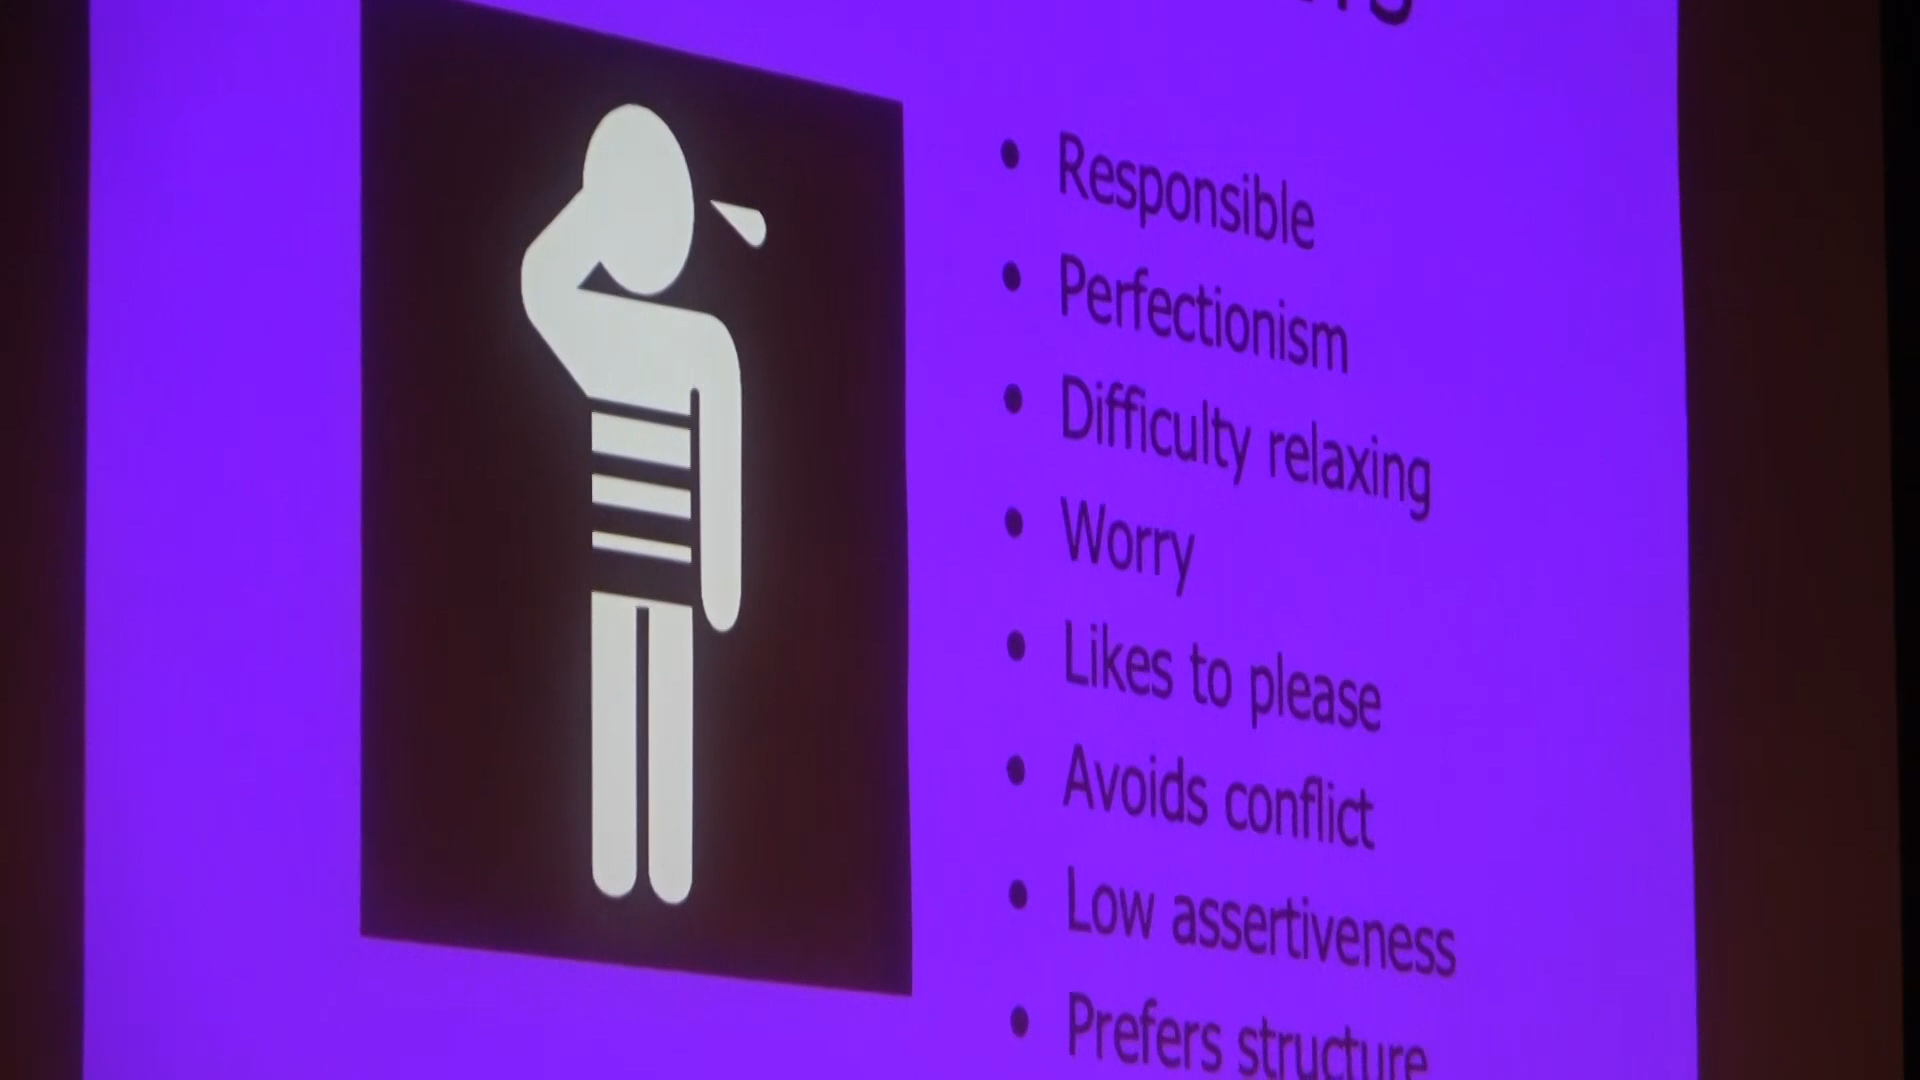 • Responsible
• Perfectionism
• Difficulty relaxing
• Worry
• Likes to please
• Avoids conflict
• Low assertiveness
• Prefers structure